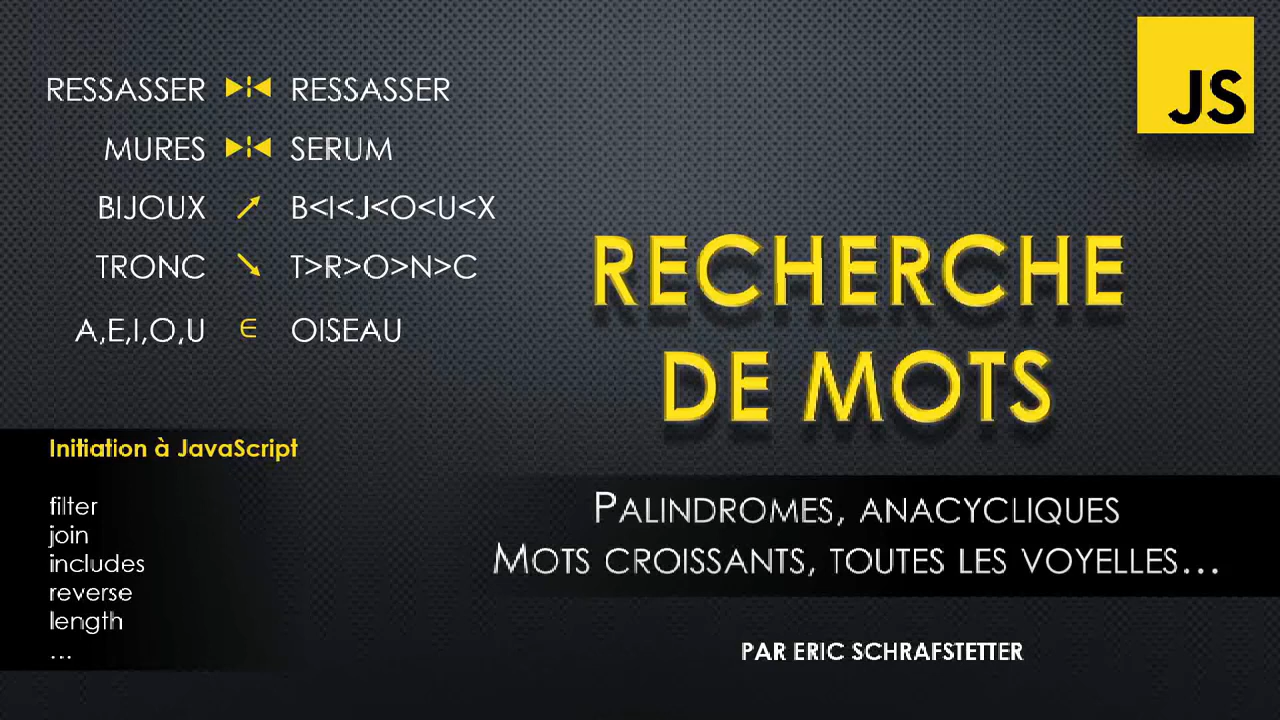 JS
RESSASSER RESSASSER
MURES SERUM
BIJOUX B<I<J<O<U<X
TRONC T>R>O>N>C
A,E,I,O,U ∈ OISEAU
RECHERCHE
DE MOTS
PALINDROMES, ANACYCLIQUES
MOTS CROISSANTS, TOUTES LES VOYELLES...
PAR ERIC SCHRAFSTETTER
Initiation à JavaScript
filter
join
includes
reverse
length
...